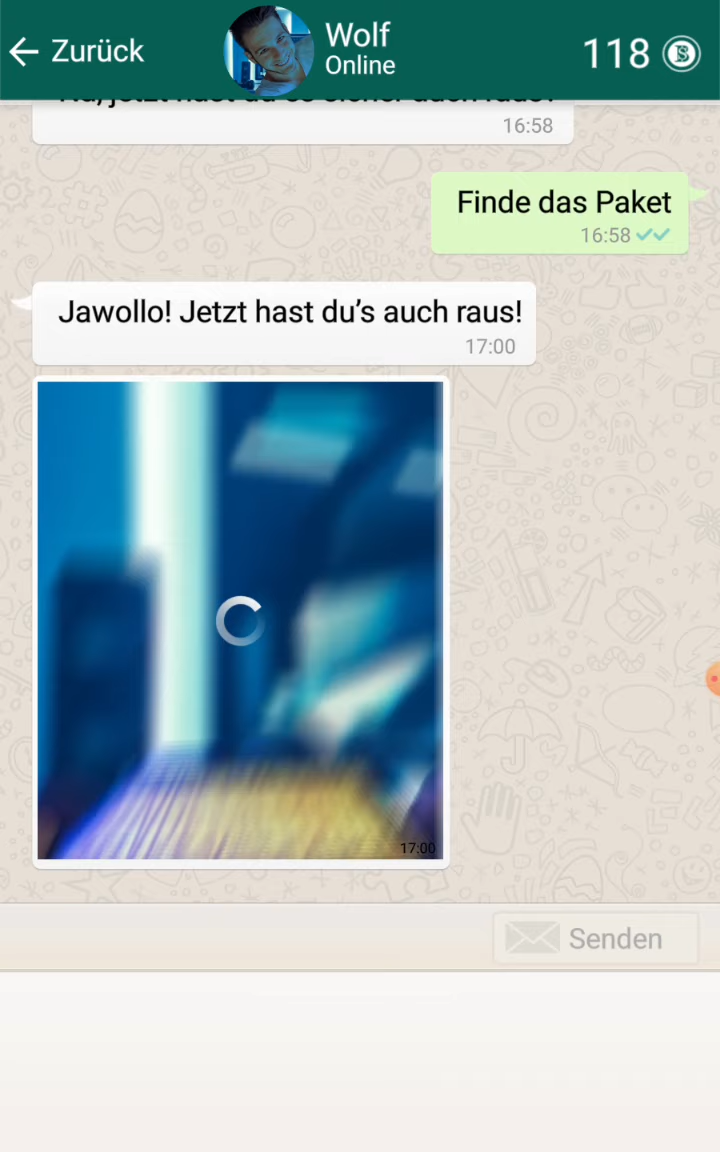 Zurück
Wolf
Online
118
16:58
Finde das Paket
16:58
Jawollo! Jetzt hast du's auch raus!
17:00
17:00
Senden